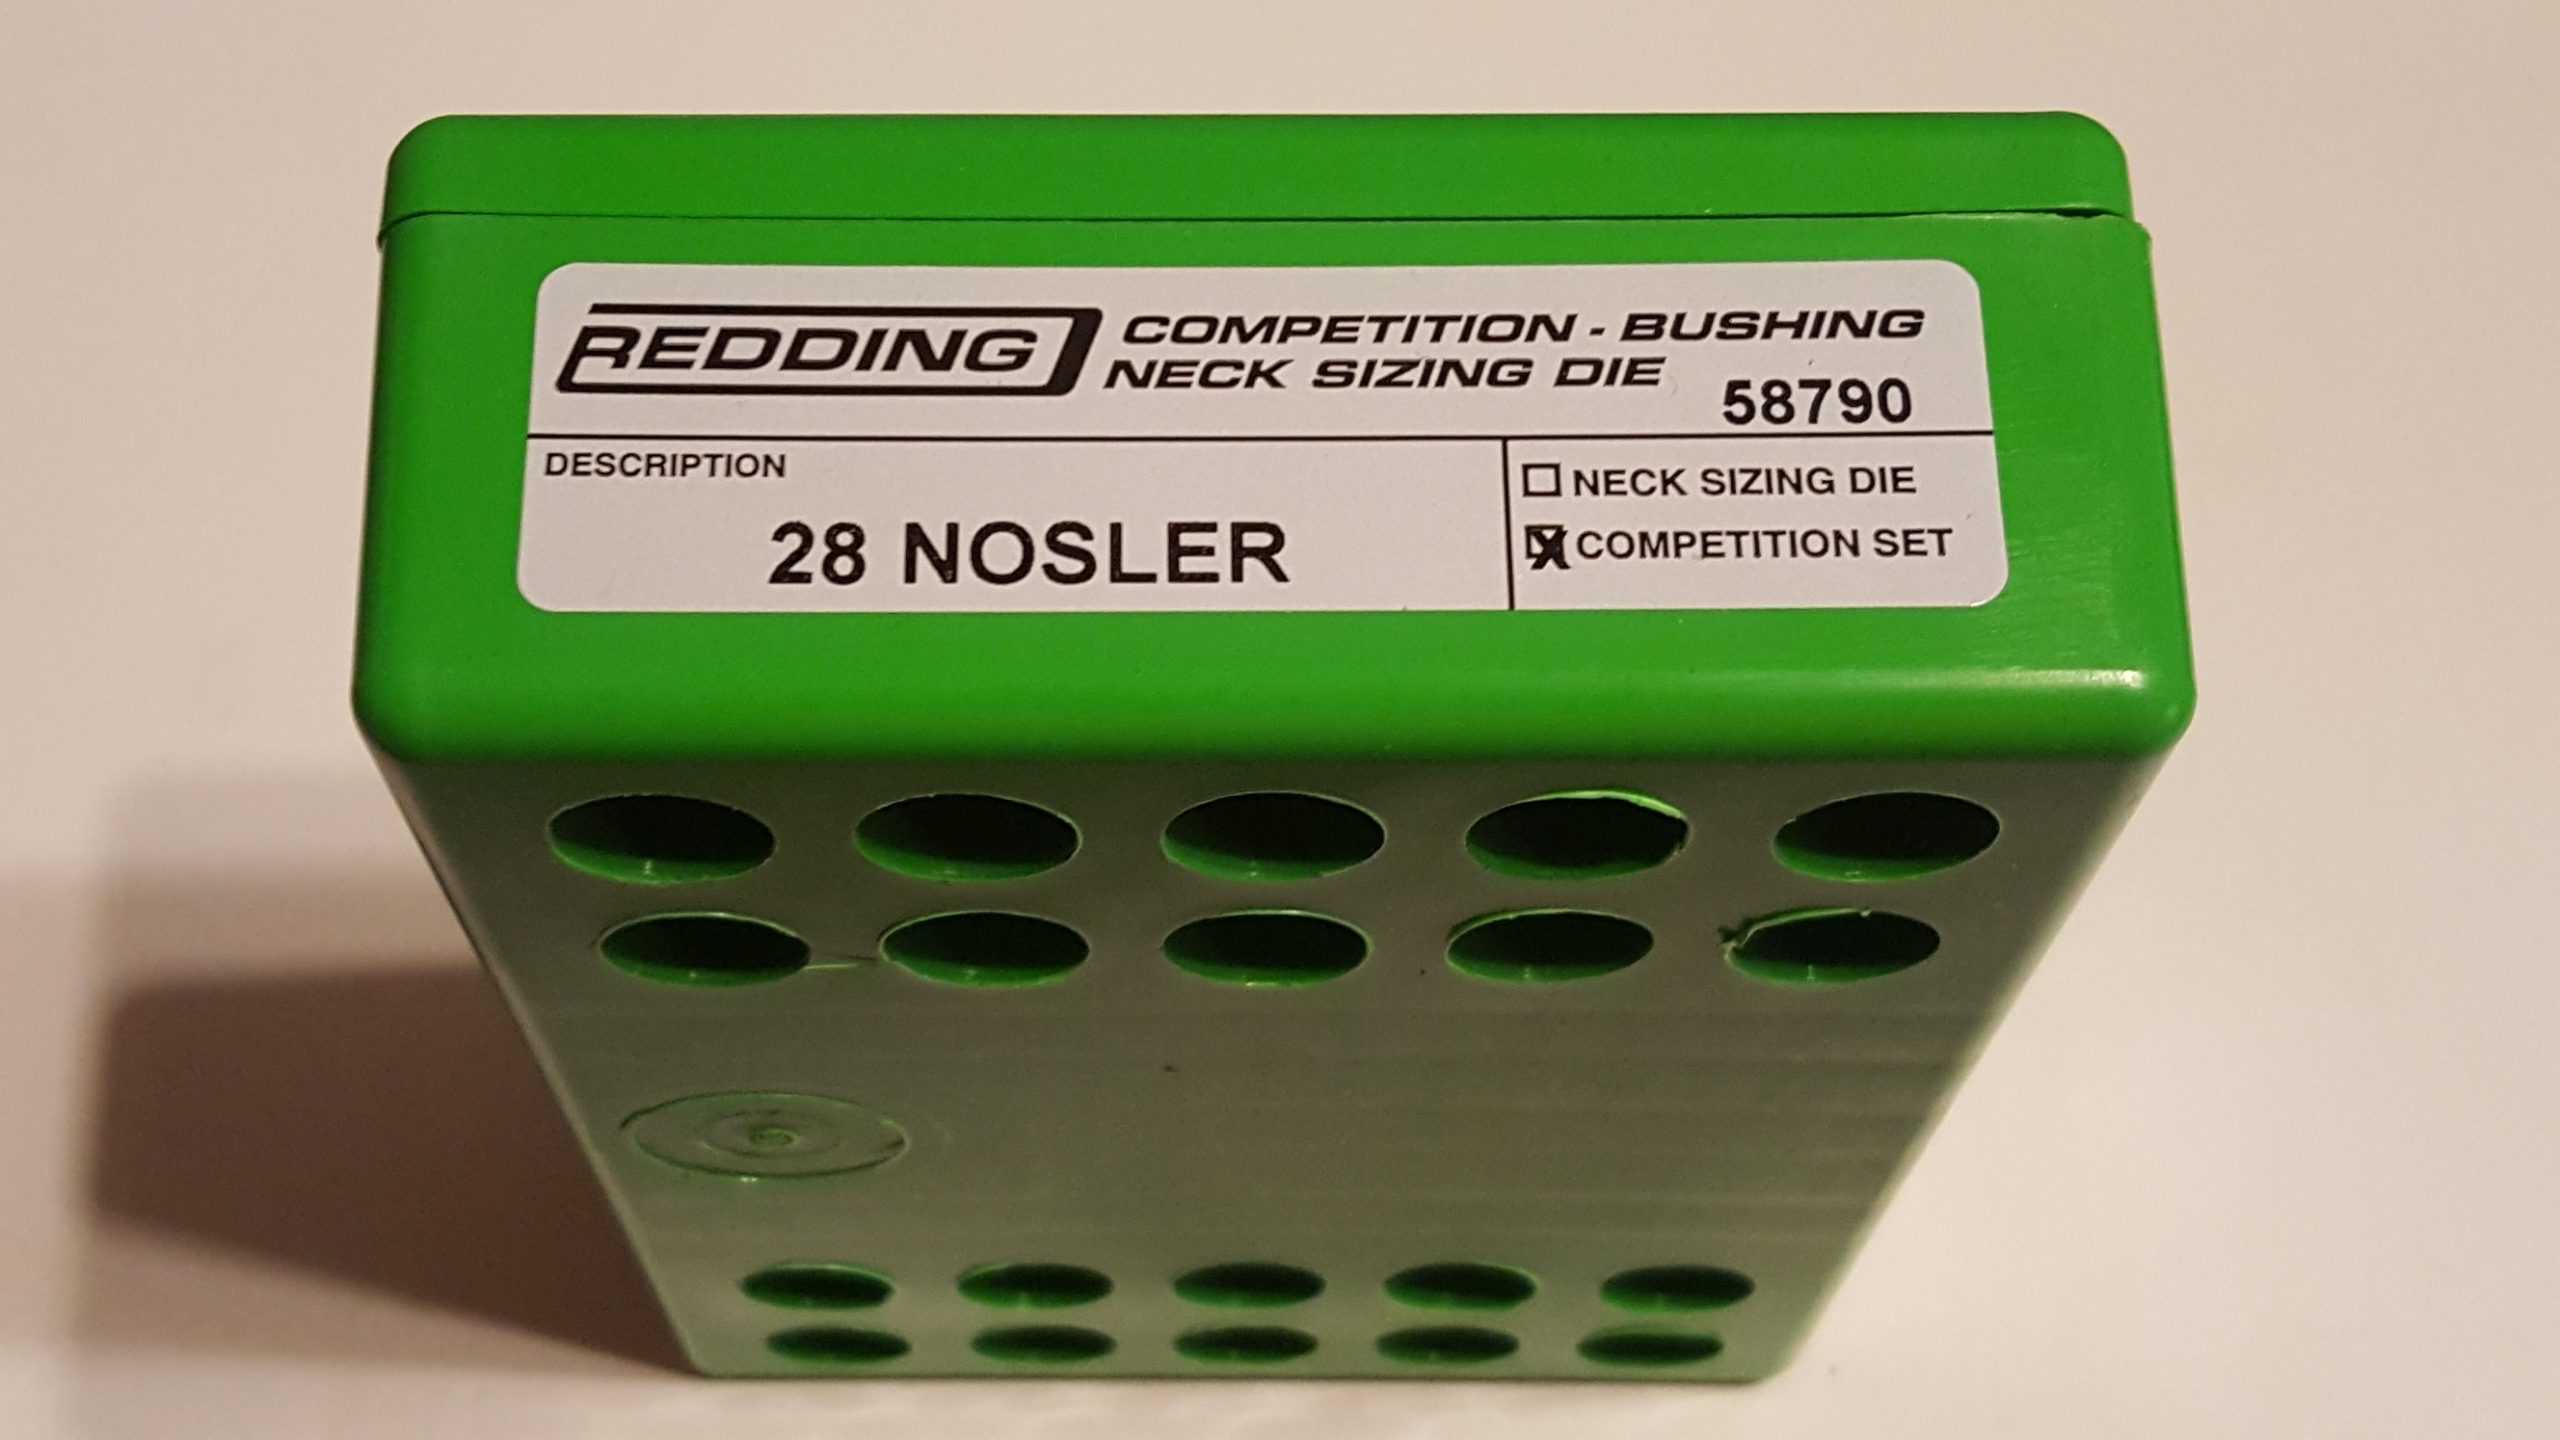 REDDING COMPETITION - BUSHING
NECK SIZING DIE
58790
DESCRIPTION
28 NOSLER
NECK SIZING DIE
COMPETITION SET